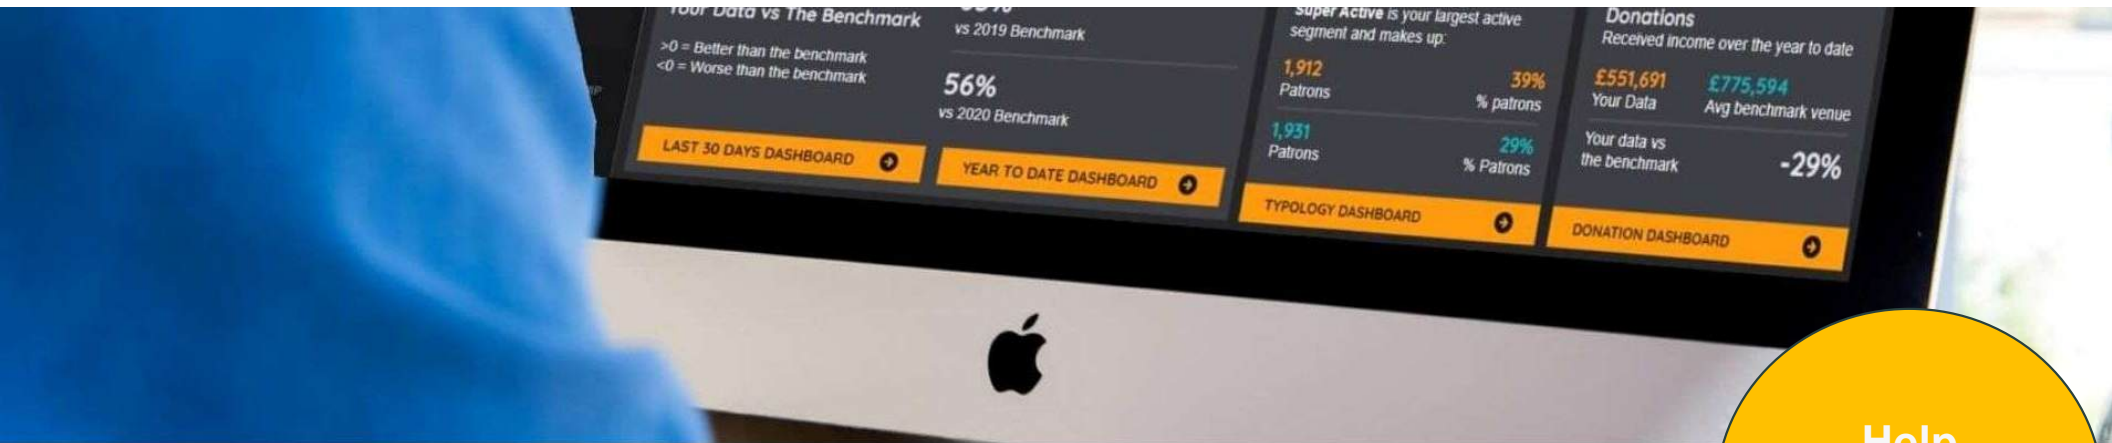 Your Data vs The Benchmark
>0 = Better than the benchmark
<0 = Worse than the benchmark
LAST 30 DAYS DASHBOARD
vs 2019 Benchmark
56%
vs 2020 Benchmark
YEAR TO DATE DASHBOARD
Super Active is your largest active
segment and makes up:
1,912 39%
Patrons % patrons
1,931 29%
Patrons % Patrons
TYPOLOGY DASHBOARD
Donations
Received income over the year to date
£551,691 £775,594
Your Data Avg benchmark venue
Your data vs
the benchmark -29%
DONATION DASHBOARD
Help